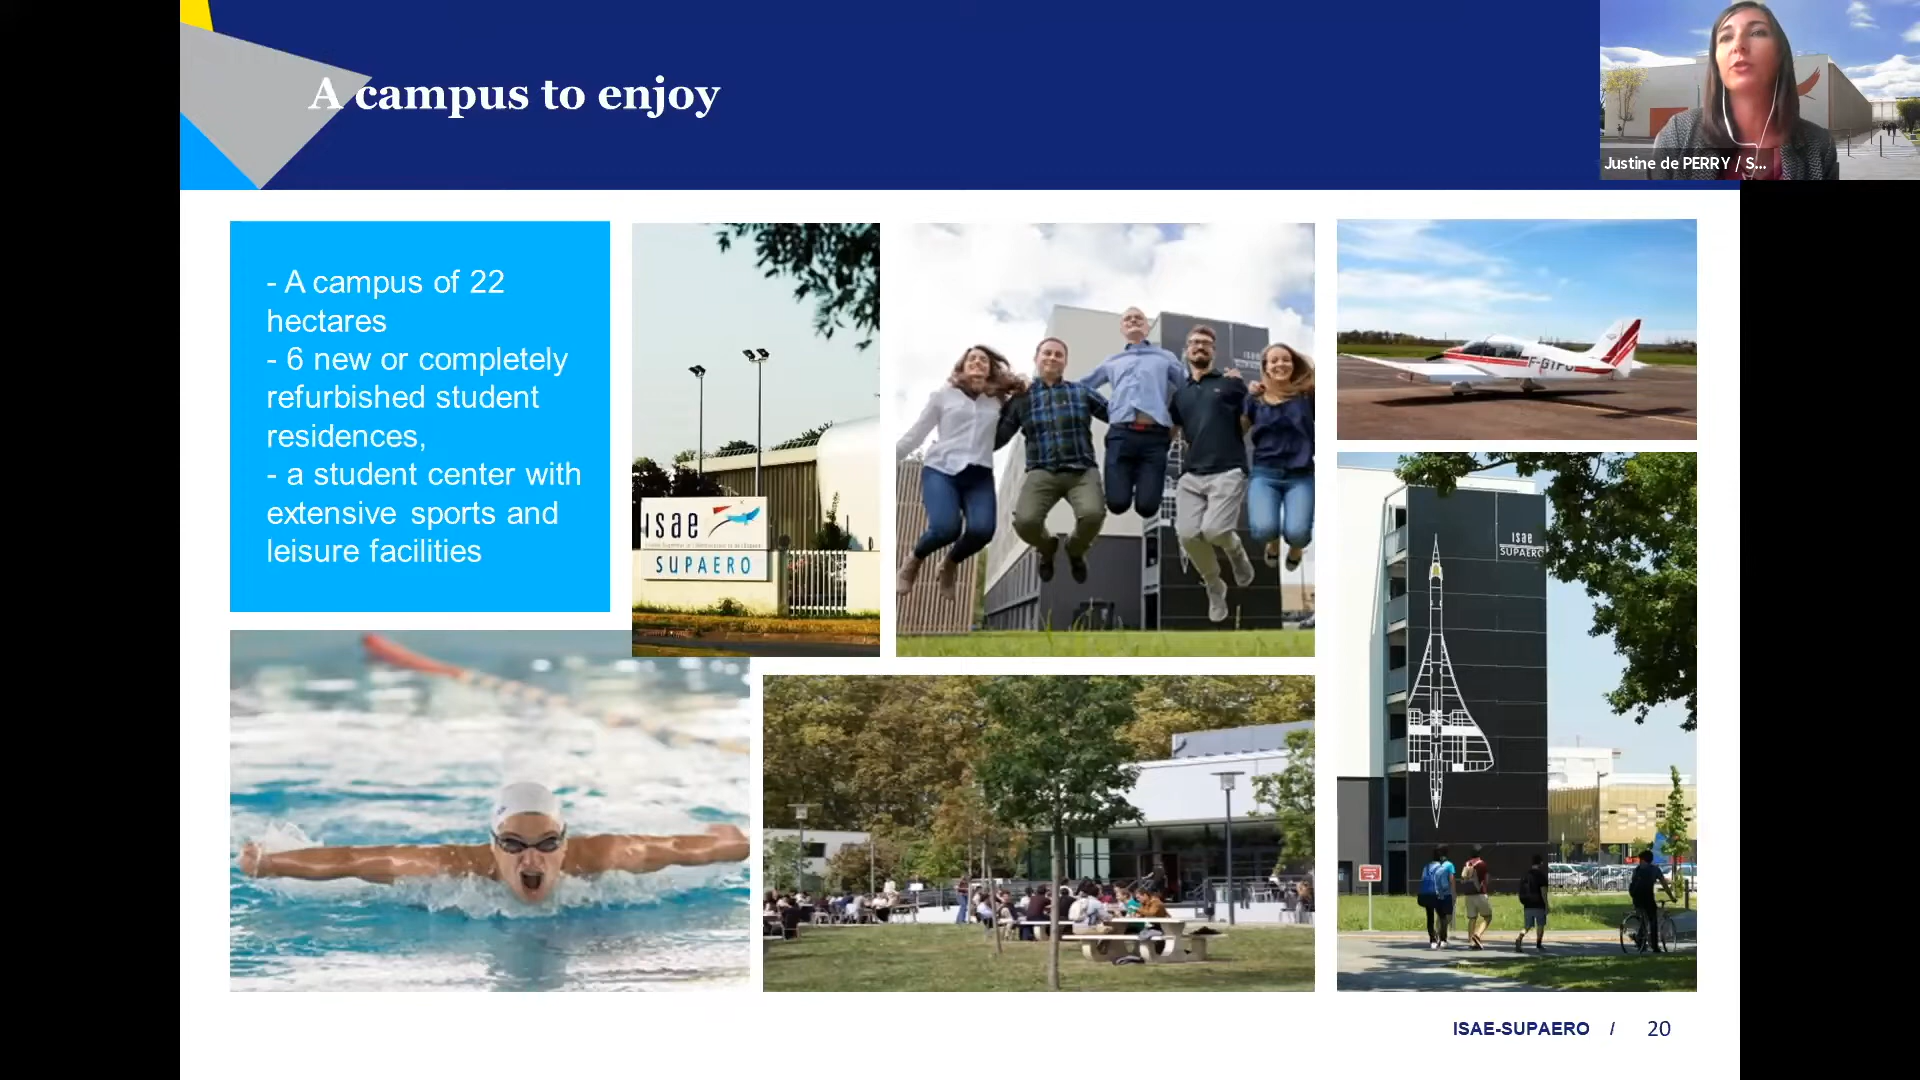 A campus to enjoy
Justine de PERRY / S...
- A campus of 22
hectares
- 6 new or completely
refurbished student
residences,
- a student center with
extensive sports and
leisure facilities
isae
SUPAERO
F-GTPU
isae
SUPAERO
ISAE-SUPAERO / 20